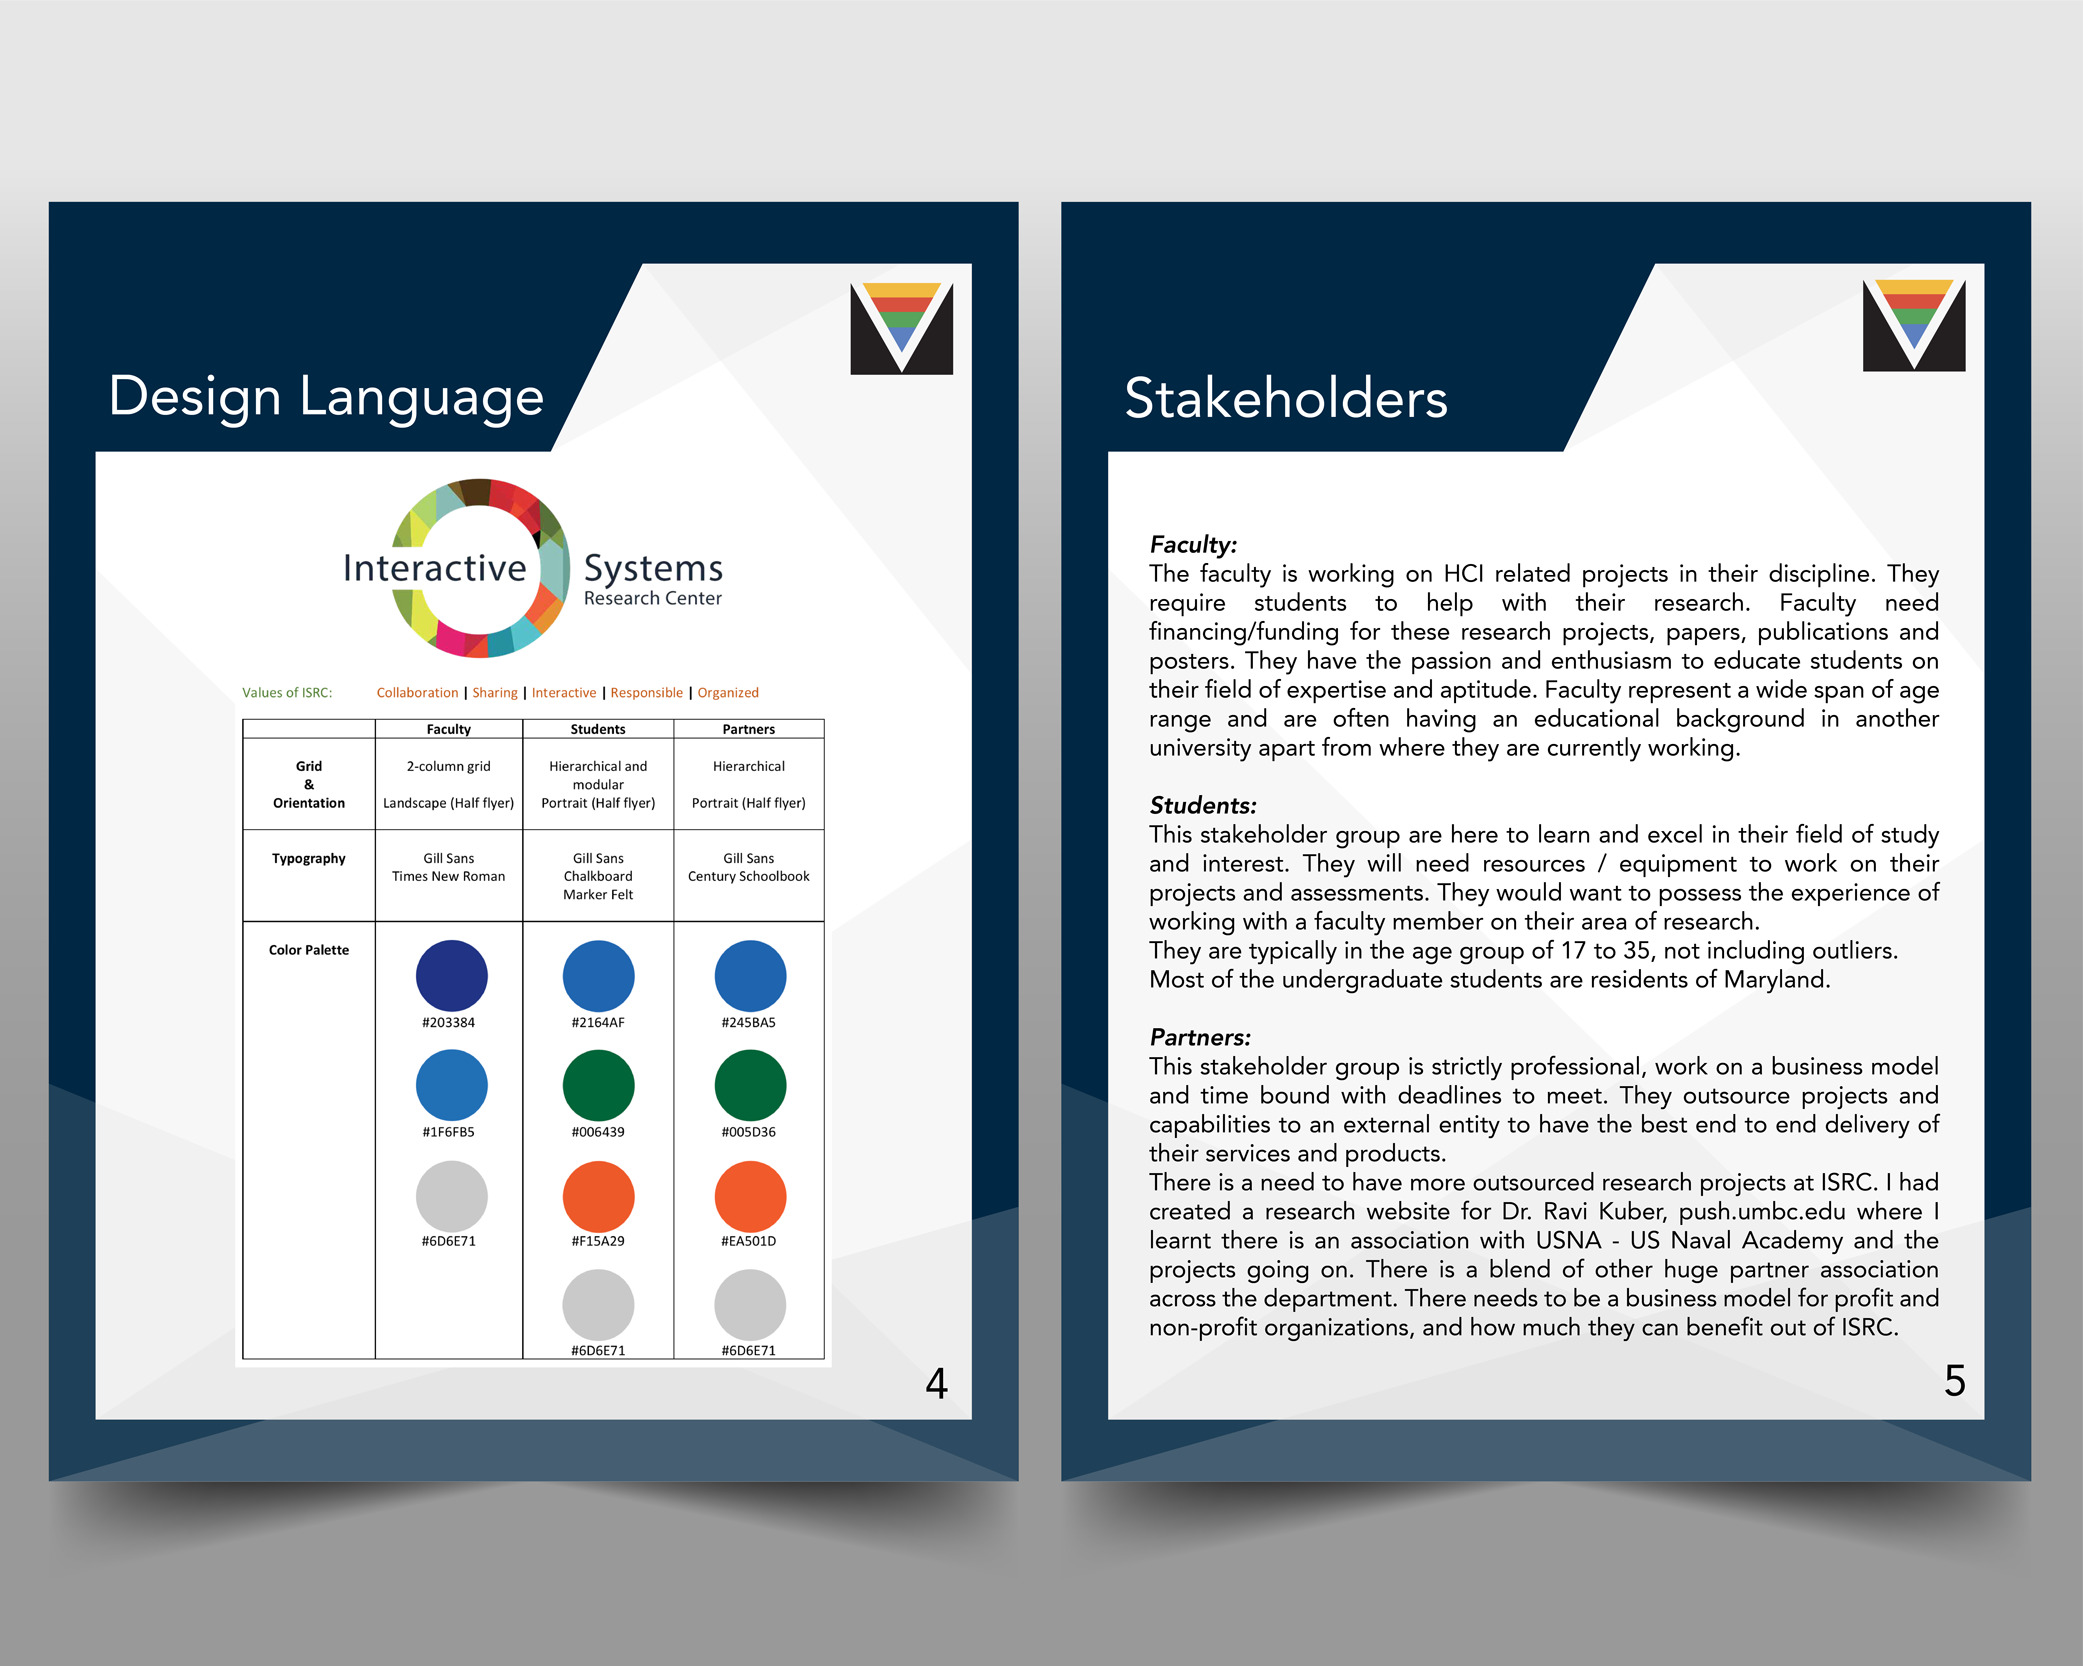 Design Language
Interactive Systems
Research Center
Values of ISRC: Collaboration | Sharing | Interactive | Responsible | Organized
Faculty Students Partners
Grid
&
Orientation
2-column grid
Landscape (Half flyer)
Hierarchical and
modular
Portrait (Half flyer)
Hierarchical
Portrait (Half flyer)
Typography
Gill Sans
Times New Roman
Gill Sans
Chalkboard
Marker Felt
Gill Sans
Century Schoolbook
Color Palette
#203384 #2164AF #245BA5
#1F6FB5 #006439 #005D36
#6D6E71 #F15A29 #EA501D
#6D6E71 #6D6E71
4
Stakeholders
Faculty:
The faculty is working on HCI related projects in their discipline. They
require students to help with their research. Faculty need
financing/funding for these research projects, papers, publications and
posters. They have the passion and enthusiasm to educate students on
their field of expertise and aptitude. Faculty represent a wide span of age
range and are often having an educational background in another
university apart from where they are currently working.
Students:
This stakeholder group are here to learn and excel in their field of study
and interest. They will need resources / equipment to work on their
projects and assessments. They would want to possess the experience of
working with a faculty member on their area of research.
They are typically in the age group of 17 to 35, not including outliers.
Most of the undergraduate students are residents of Maryland.
Partners:
This stakeholder group is strictly professional, work on a business model
and time bound with deadlines to meet. They outsource projects and
capabilities to an external entity to have the best end to end delivery of
their services and products.
There is a need to have more outsourced research projects at ISRC. I had
created a research website for Dr. Ravi Kuber, push.umbc.edu where I
learnt there is an association with USNA - US Naval Academy and the
projects going on. There is a blend of other huge partner association
across the department. There needs to be a business model for profit and
non-profit organizations, and how much they can benefit out of ISRC.
5